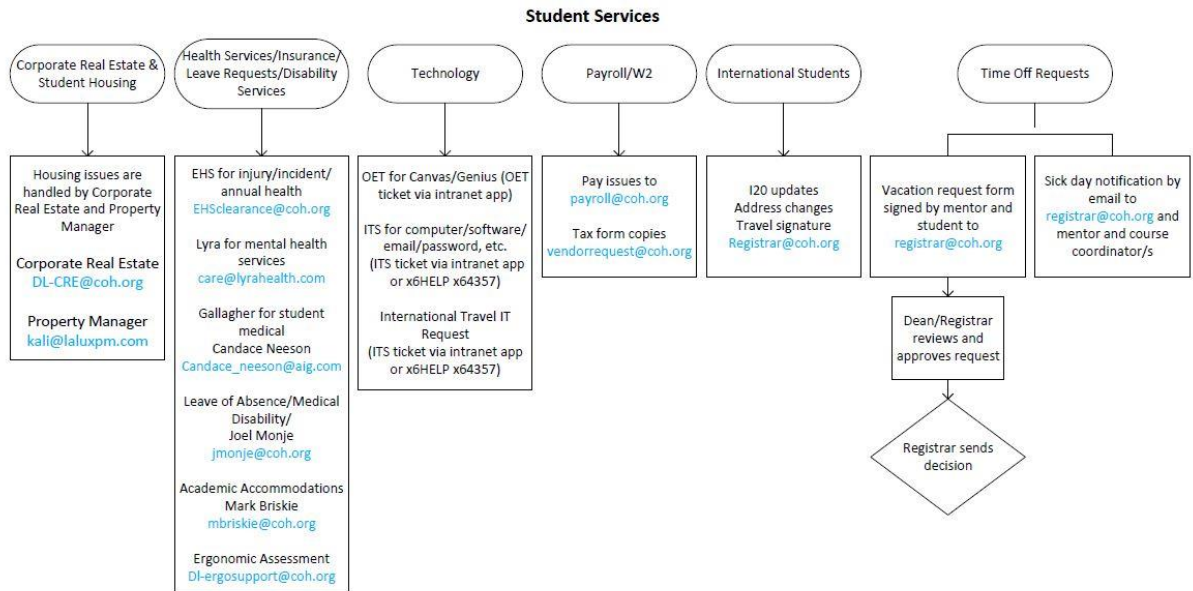 Student Services
Corporate Real Estate &
Student Housing
Housing issues are
handled by Corporate
Real Estate and Property
Manager
Corporate Real Estate
DL-CRE@coh.org
Property Manager
kali@laluxpm.com
Health Services/Insurance/
Leave Requests/Disability
Services
EHS for injury/incident/
annual health
EHSclearance@coh.org
Lyra for mental health
services
care@lyrahealth.com
Gallagher for student
medical
Candace Neeson
Candace_neeson@aig.com
Leave of Absence/Medical
Disability/
Joel Monje
jmonje@coh.org
Academic Accommodations
Mark Briskie
mbriskie@coh.org
Ergonomic Assessment
Dl-ergosupport@coh.org
Technology
OET for Canvas/Genius (OET
ticket via intranet app)
ITS for computer/software/
email/password, etc.
(ITS ticket via intranet app
or x6HELP x64357)
International Travel IT
Request
(ITS ticket via intranet app
or x6HELP x64357)
Payroll/W2
Pay issues to
payroll@coh.org
Tax form copies
vendorrequest@coh.org
International Students
I20 updates
Address changes
Travel signature
Registrar@coh.org
Time Off Requests
Vacation request form
signed by mentor and
student to
registrar@coh.org
Dean/Registrar
reviews and
approves request
Registrar sends
decision
Sick day notification by
email to
registrar@coh.org and
mentor and course
coordinator/s